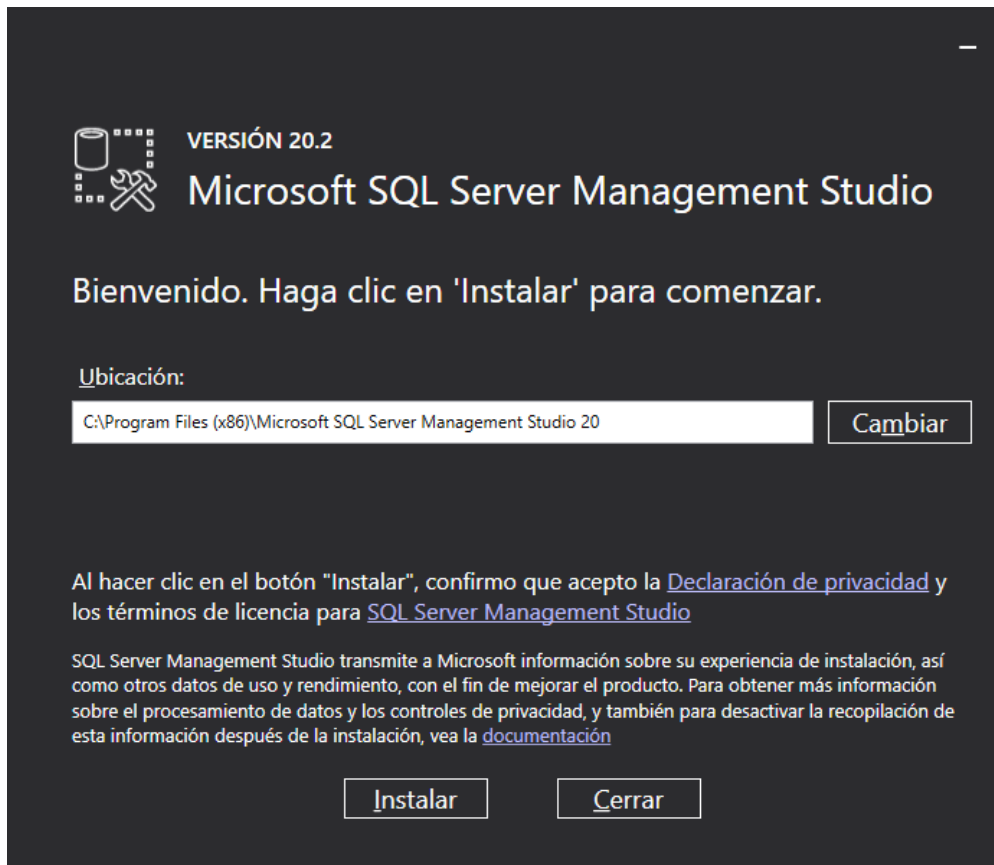 VERSIÓN 20.2
Microsoft SQL Server Management Studio
Bienvenido. Haga clic en 'Instalar' para comenzar.
Ubicación:
C:\Program Files (x86)\Microsoft SQL Server Management Studio 20
Cambiar
Al hacer clic en el botón "Instalar", confirmo que acepto la Declaración de privacidad y
los términos de licencia para SQL Server Management Studio
SQL Server Management Studio transmite a Microsoft información sobre su experiencia de instalación, así
como otros datos de uso y rendimiento, con el fin de mejorar el producto. Para obtener más información
sobre el procesamiento de datos y los controles de privacidad, y también para desactivar la recopilación de
esta información después de la instalación, vea la documentación
Instalar
Cerrar